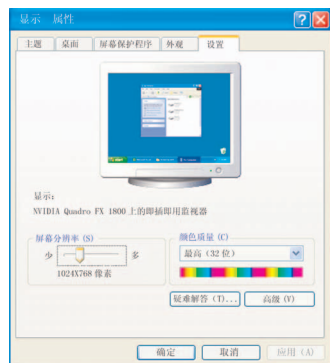 显示 属性
主题 桌面 屏幕保护程序 外观 设置
显示:
NVIDIA Quadro FX 1800 上的即插即用监视器
屏幕分辨率 (S) 颜色质量 (C)
少 多 最高 (32 位)
1024X768 像素
疑难解答 (T)... 高级 (V)
确定 取消 应用 (A)